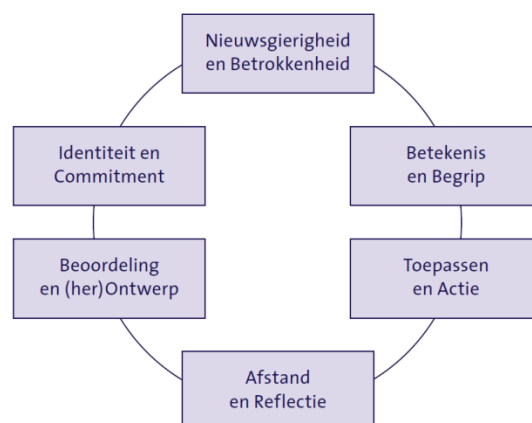 Nieuwsgierigheid
en Betrokkenheid
Betekenis
en Begrip
Toepassen
en Actie
Afstand
en Reflectie
Beoordeling
en (her)Ontwerp
Identiteit en
Commitment